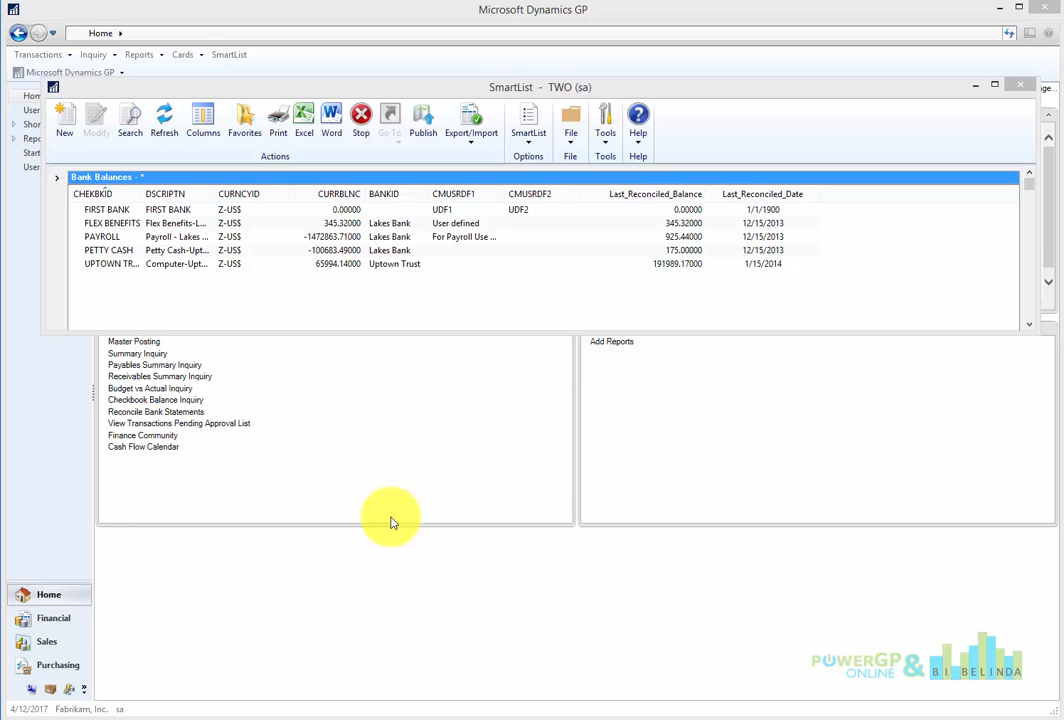 Microsoft Dynamics GP
Home
Transactions Inquiry Reports Cards SmartList
Microsoft Dynamics GP
SmartList - TWO (sa)
New Modify Search Refresh Columns Favorites Print Excel Word Stop Go To Publish Export/Import SmartList File Tools Help
Actions Options File Tools Help
Bank Balances - *
CHEKBKID DSCRIPTN CURNCYID CURRBLNC BANKID CMUSRDF1 CMUSRDF2 Last_Reconciled_Balance Last_Reconciled_Date
FIRST BANK FIRST BANK Z-US$ 0.00000 UDF1 UDF2 0.00000 1/1/1900
FLEX BENEFITS Flex Benefits-L... Z-US$ 345.32000 Lakes Bank User defined 345.32000 12/15/2013
PAYROLL Payroll - Lakes ... Z-US$ -1472863.71000 Lakes Bank For Payroll Use ... 925.44000 12/15/2013
PETTY CASH Petty Cash-Upt... Z-US$ -100683.49000 Lakes Bank 175.00000 12/15/2013
UPTOWN TR... Computer-Upt... Z-US$ 65994.14000 Uptown Trust 191989.17000 1/15/2014
Hom
User
Shor
Repo
Start
User
nage...
Master Posting
Summary Inquiry
Payables Summary Inquiry
Receivables Summary Inquiry
Budget vs Actual Inquiry
Checkbook Balance Inquiry
Reconcile Bank Statements
View Transactions Pending Approval List
Finance Community
Cash Flow Calendar
Add Reports
Home
Financial
Sales
Purchasing
POWERGP & B.I. BELINDA
ONLINE
4/12/2017 Fabrikam, Inc. sa